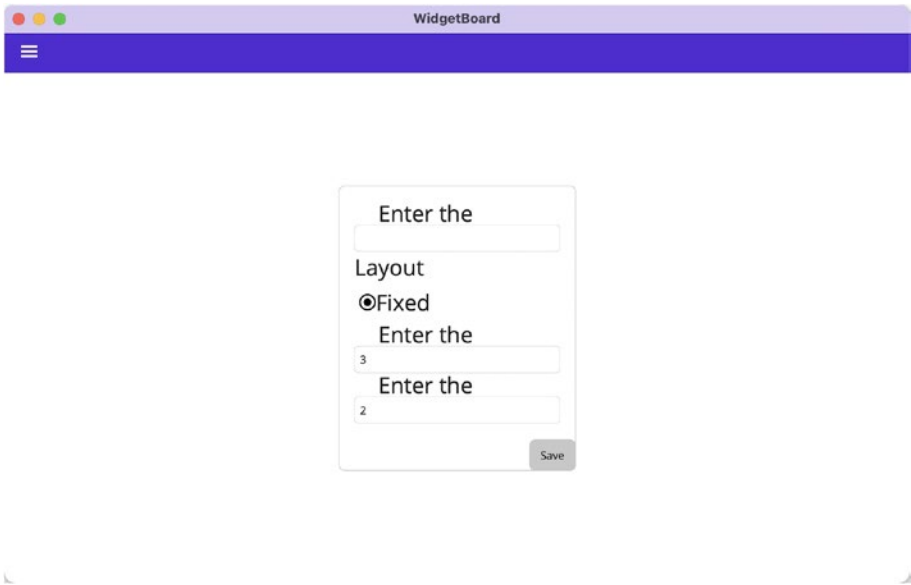 WidgetBoard
Enter the
Layout
Fixed
Enter the
3
Enter the
2
Save